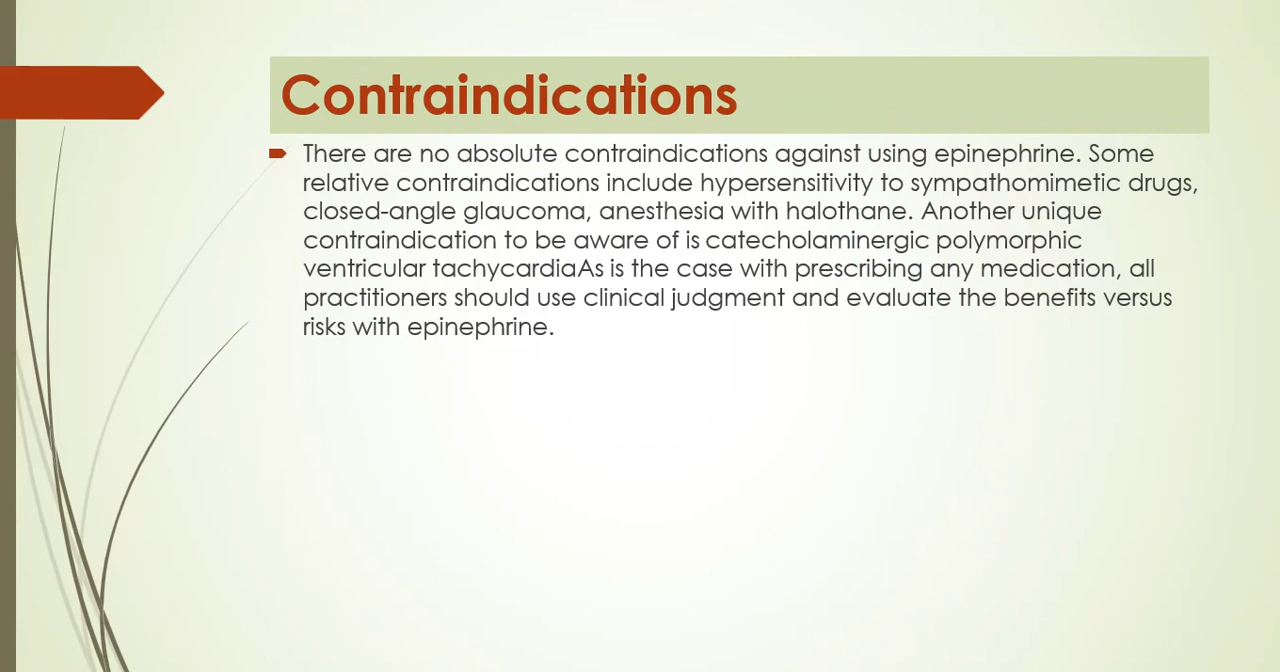 Contraindications
There are no absolute contraindications against using epinephrine. Some
relative contraindications include hypersensitivity to sympathomimetic drugs,
closed-angle glaucoma, anesthesia with halothane. Another unique
contraindication to be aware of is catecholaminergic polymorphic
ventricular tachycardiaAs is the case with prescribing any medication, all
practitioners should use clinical judgment and evaluate the benefits versus
risks with epinephrine.